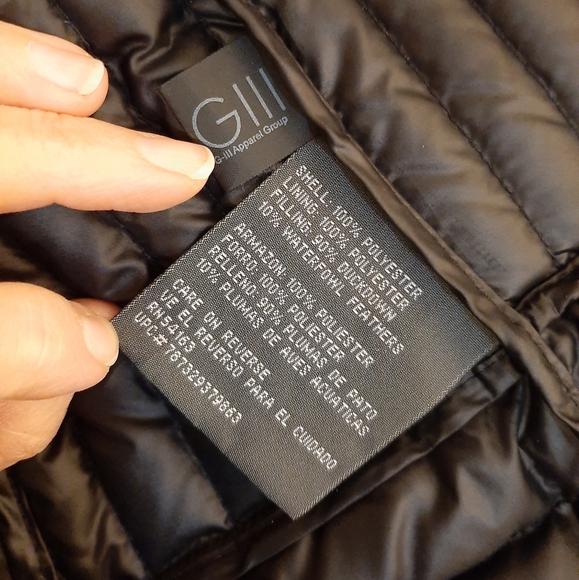 GIII
G-III Apparel Group
SHELL: 100% POLYESTER
LINING: 100% POLYESTER
FILLING: 90% DUCKDOWN
10% WATERFOWL FEATHERS
ARMAZON: 100% POLIESTER
FORRO: 100% POLIESTER
RELLENO: 90% PLUMAS DE PATO
10% PLUMAS DE AVES AGUATICAS
CARE ON REVERSE
VE EL REVERSO PARA EL CUIDADO
RN 54163
VPI#: 787329379863